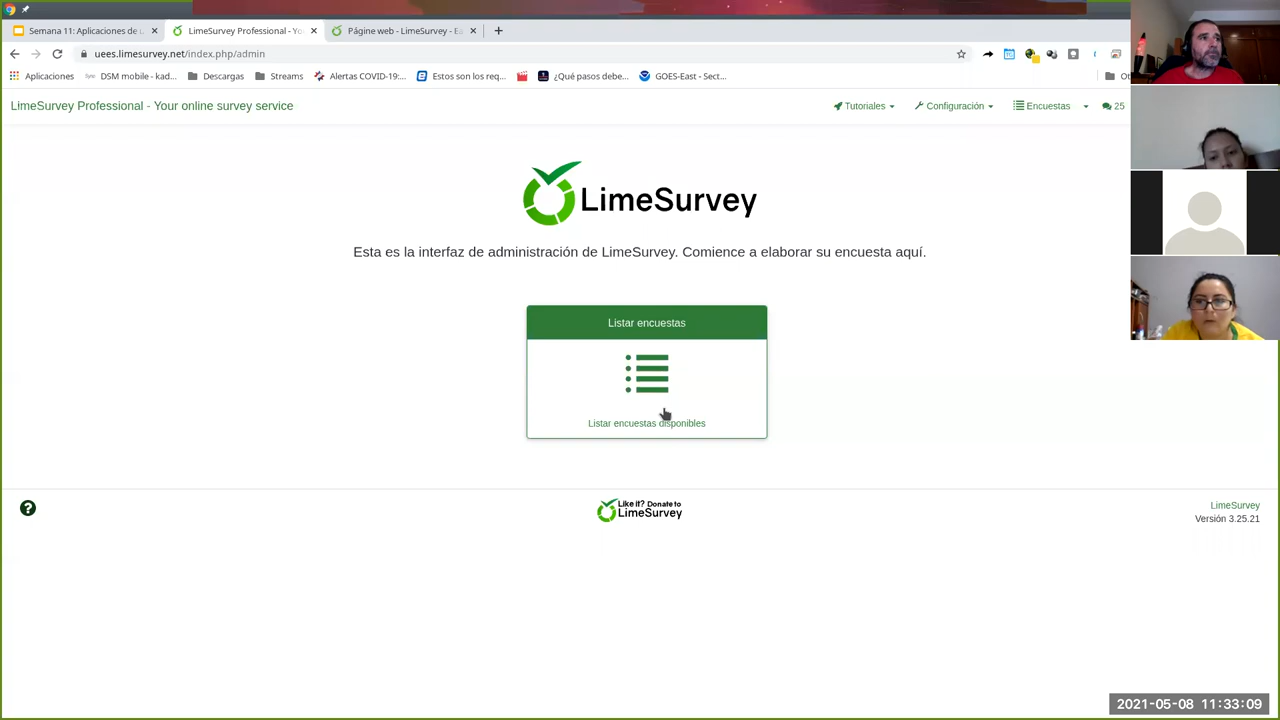 Semana 11: Aplicaciones de u
LimeSurvey Professional - Yo
Págine web - LimeSurvey - E
uees.limesurvey.net/index.php/admin
Aplicaciones
DSM mobile - kad...
Descargas
Streams
Alertas COVID-19:...
Estos son los req...
¿Qué pasos debe...
GOES-East - Sect...
LimeSurvey Professional - Your online survey service
Tutoriales
Configuración
Encuestas
25
LimeSurvey
Esta es la interfaz de administración de LimeSurvey. Comience a elaborar su encuesta aquí.
Listar encuestas
Listar encuestas disponibles
Like it? Donate to
LimeSurvey
LimeSurvey
Versión 3.25.21
2021-05-08 11:33:09